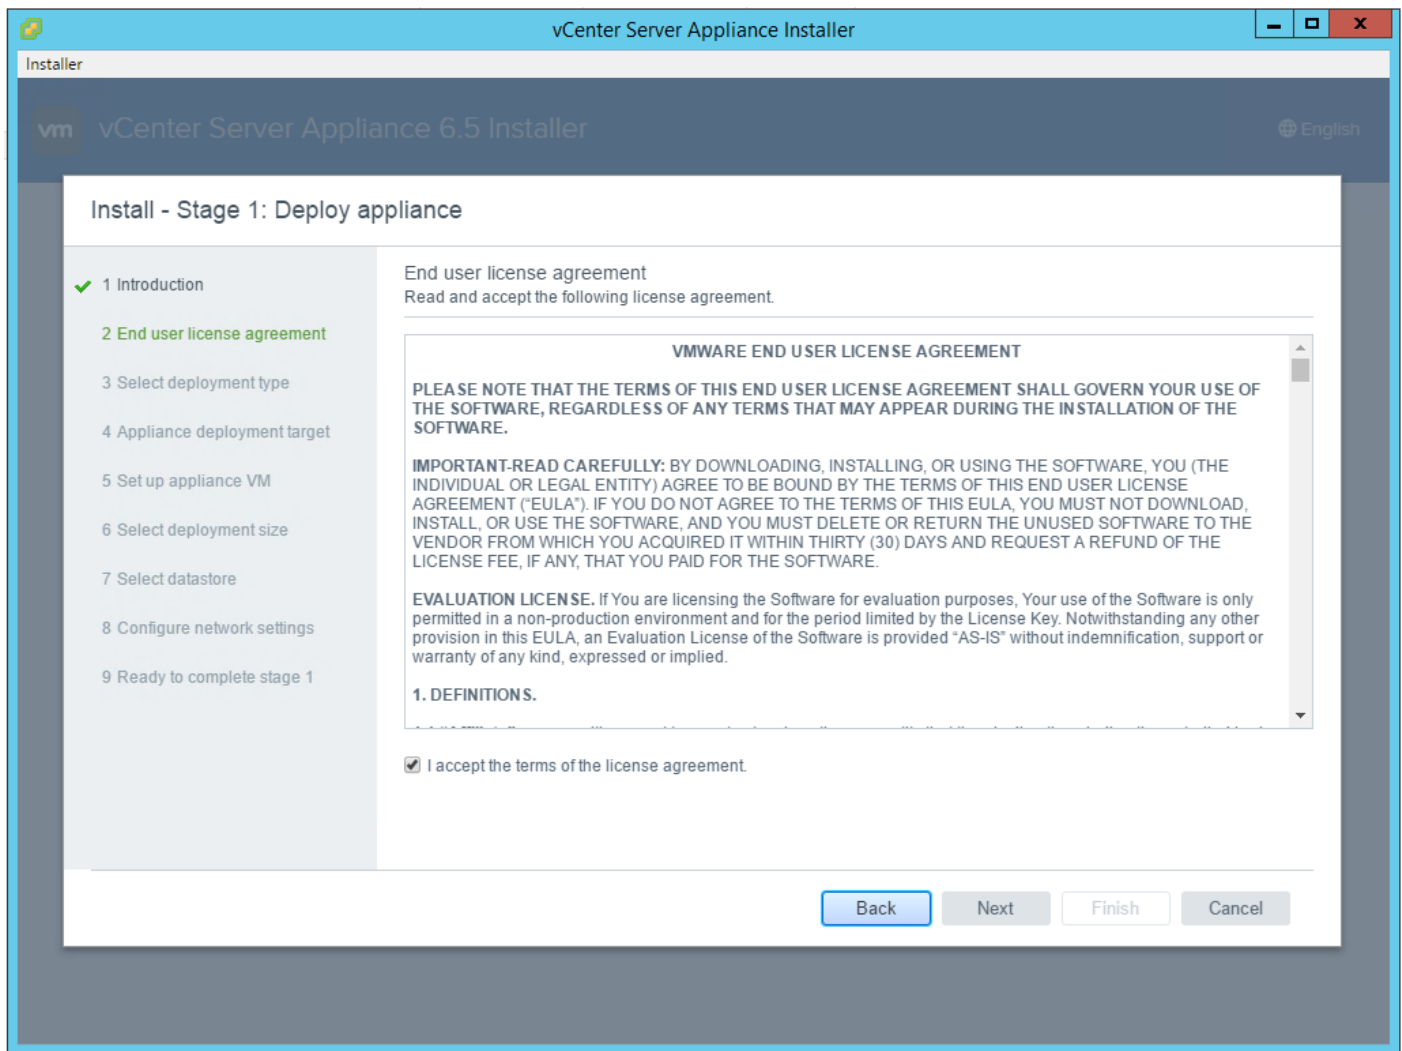 vCenter Server Appliance Installer
X
Installer
vm vCenter Server Appliance 6.5 Installer
English
Install - Stage 1: Deploy appliance
1 Introduction
2 End user license agreement
3 Select deployment type
4 Appliance deployment target
5 Set up appliance VM
6 Select deployment size
7 Select datastore
8 Configure network settings
9 Ready to complete stage 1
End user license agreement
Read and accept the following license agreement.
VMWARE END USER LICENSE AGREEMENT
PLEASE NOTE THAT THE TERMS OF THIS END USER LICENSE AGREEMENT SHALL GOVERN YOUR USE OF
THE SOFTWARE, REGARDLESS OF ANY TERMS THAT MAY APPEAR DURING THE INSTALLATION OF THE
SOFTWARE.
IMPORTANT-READ CAREFULLY: BY DOWNLOADING, INSTALLING, OR USING THE SOFTWARE, YOU (THE
INDIVIDUAL OR LEGAL ENTITY) AGREE TO BE BOUND BY THE TERMS OF THIS END USER LICENSE
AGREEMENT (“EULA”). IF YOU DO NOT AGREE TO THE TERMS OF THIS EULA, YOU MUST NOT DOWNLOAD,
INSTALL, OR USE THE SOFTWARE, AND YOU MUST DELETE OR RETURN THE UNUSED SOFTWARE TO THE
VENDOR FROM WHICH YOU ACQUIRED IT WITHIN THIRTY (30) DAYS AND REQUEST A REFUND OF THE
LICENSE FEE, IF ANY, THAT YOU PAID FOR THE SOFTWARE.
EVALUATION LICENSE. If You are licensing the Software for evaluation purposes, Your use of the Software is only
permitted in a non-production environment and for the period limited by the License Key. Notwithstanding any other
provision in this EULA, an Evaluation License of the Software is provided “AS-IS” without indemnification, support or
warranty of any kind, expressed or implied.
1. DEFINITIONS.
I accept the terms of the license agreement.
Back
Next
Finish
Cancel